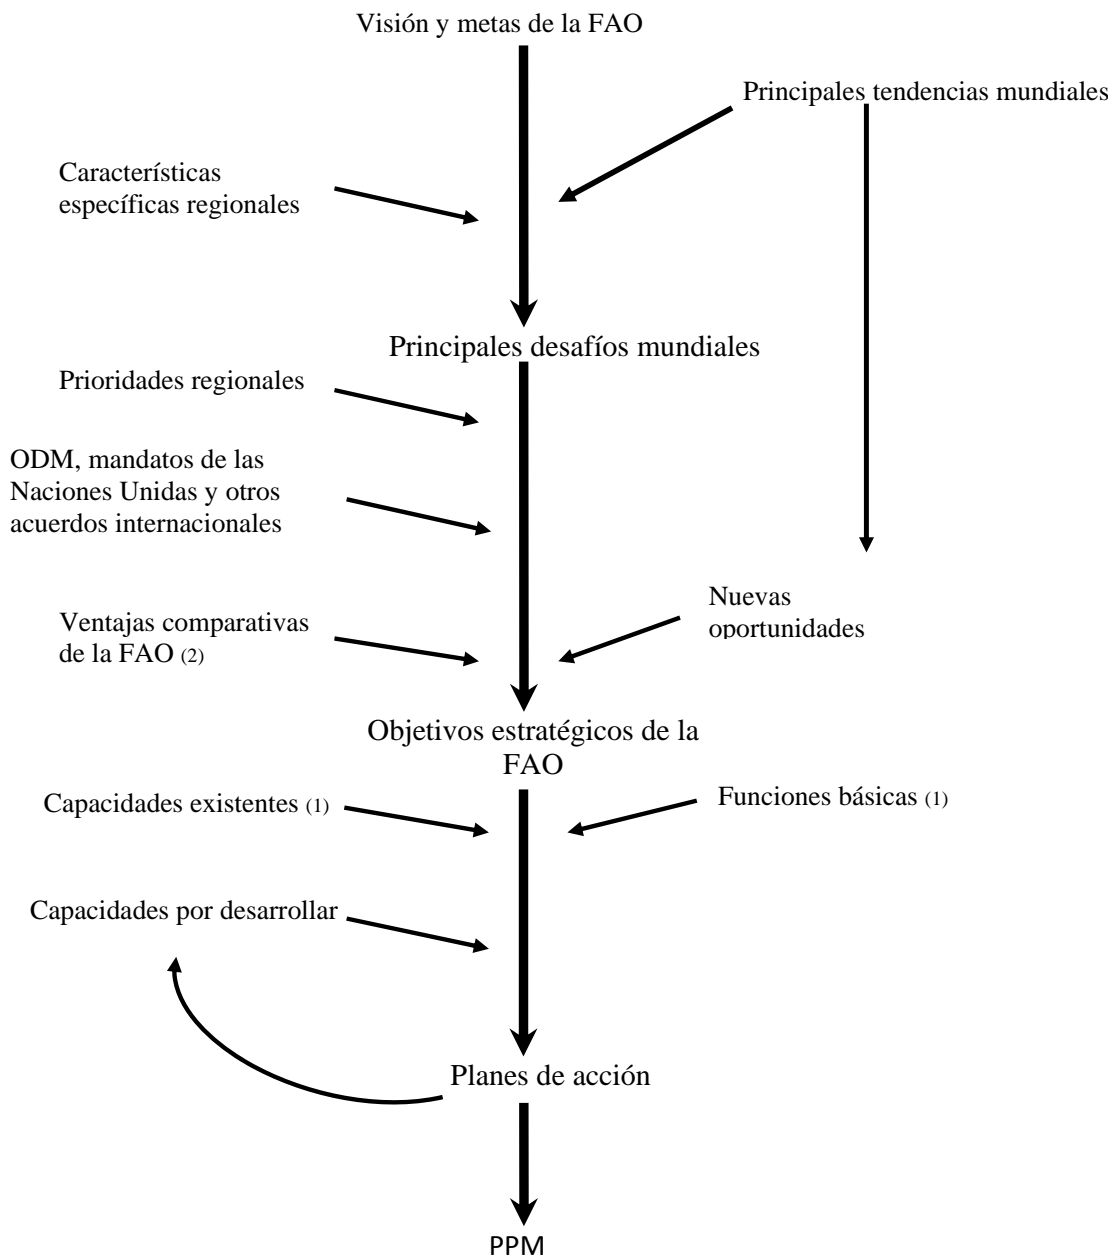 Visión y metas de la FAO
Principales tendencias mundiales
Características
específicas regionales
Principales desafíos mundiales
Prioridades regionales
ODM, mandatos de las
Naciones Unidas y otros
acuerdos internacionales
Nuevas
oportunidades
Ventajas comparativas
de la FAO (2)
Objetivos estratégicos de la
FAO
Capacidades existentes (1)
Funciones básicas (1)
Capacidades por desarrollar
Planes de acción
PPM